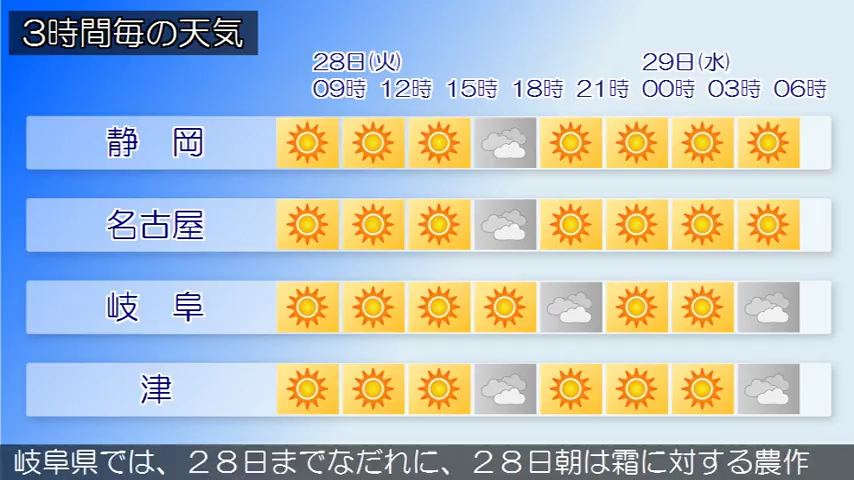 3時間毎の天気
28日(火) 29日(水)
09時 12時 15時 18時 21時 00時 03時 06時
静 岡
名古屋
岐 阜
津
岐阜県では、28日までなだれに、28日朝は霜に対する農作